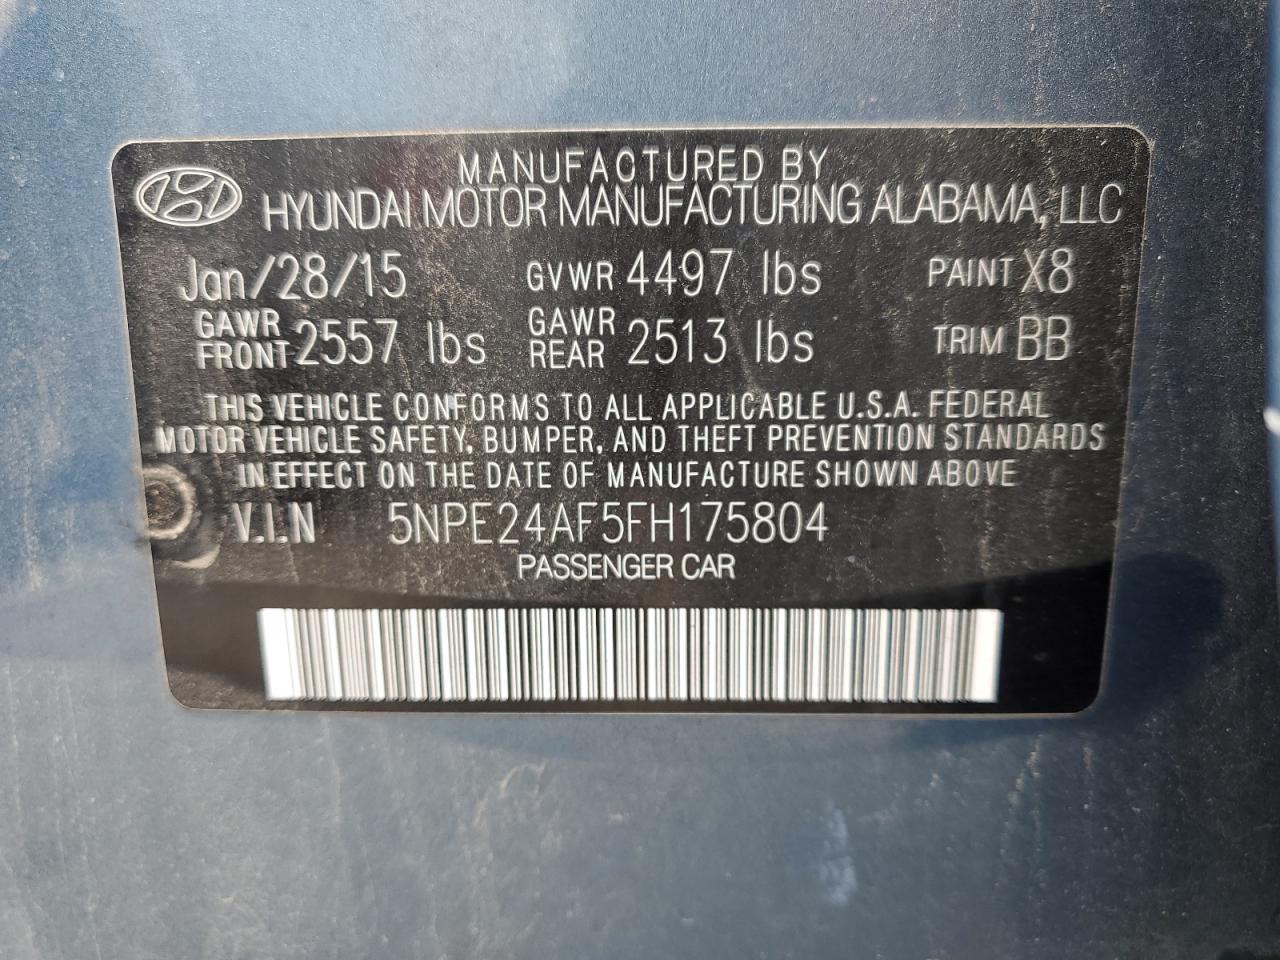 MANUFACTURED BY
HYUNDAI MOTOR MANUFACTURING ALABAMA, LLC
Jan/28/15 GVWR 4497 lbs PAINT X8
GAWR FRONT 2557 lbs GAWR REAR 2513 lbs TRIM BB
THIS VEHICLE CONFORMS TO ALL APPLICABLE U.S.A. FEDERAL
MOTOR VEHICLE SAFETY, BUMPER, AND THEFT PREVENTION STANDARDS
IN EFFECT ON THE DATE OF MANUFACTURE SHOWN ABOVE
V.I.N 5NPE24AF5FH175804
PASSENGER CAR